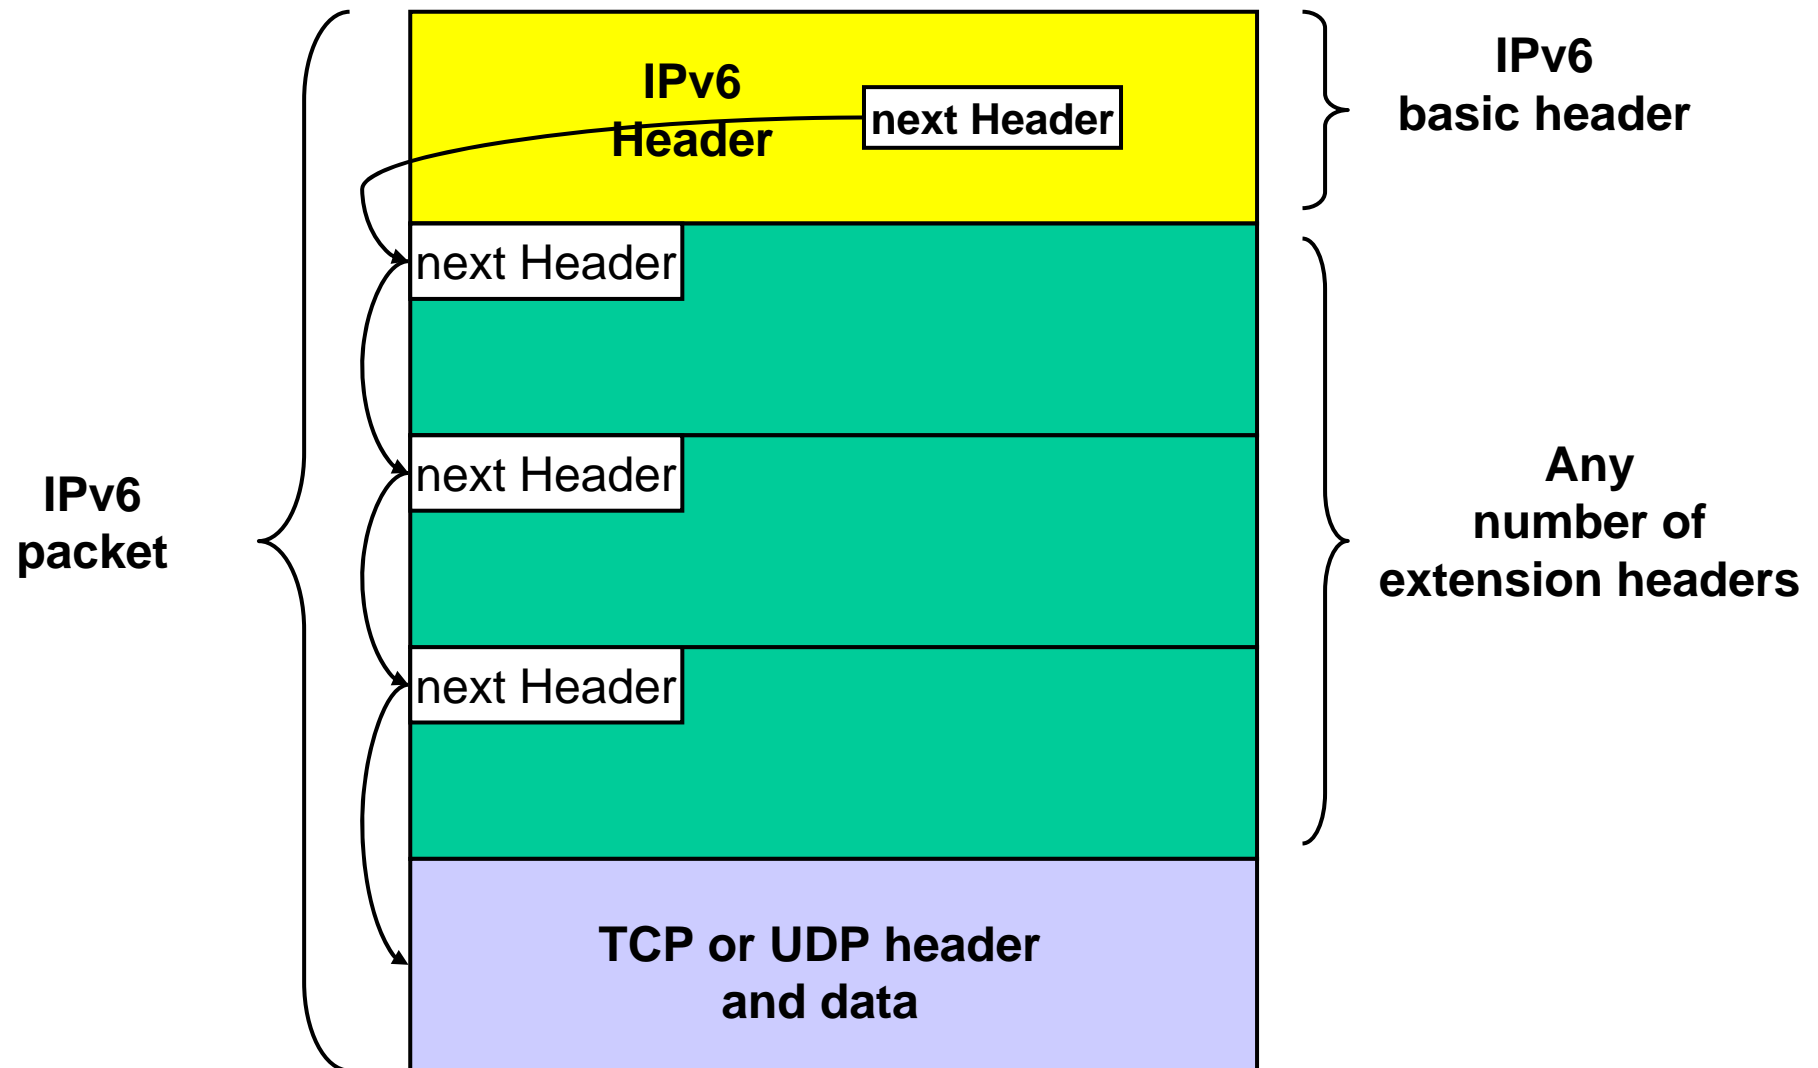 IPv6
Header
next Header
IPv6
basic header
next Header
next Header
next Header
IPv6
packet
Any
number of
extension headers
TCP or UDP header
and data